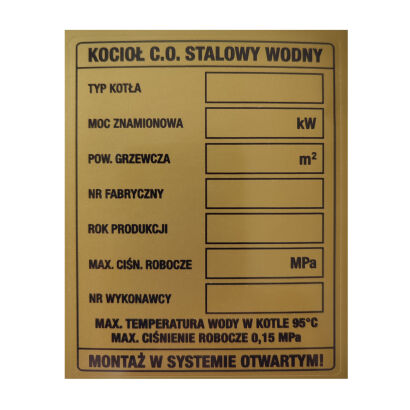 KOCIOŁ C.O. STALOWY WODNY
TYP KOTŁA
MOC ZNAMIONOWA kW
POW. GRZEWCZA m²
NR FABRYCZNY
ROK PRODUKCJI
MAX. CIŚN. ROBOCZE MPa
NR WYKONAWCY
MAX. TEMPERATURA WODY W KOTLE 95°C
MAX. CIŚNIENIE ROBOCZE 0,15 MPa
MONTAŻ W SYSTEMIE OTWARTYM!